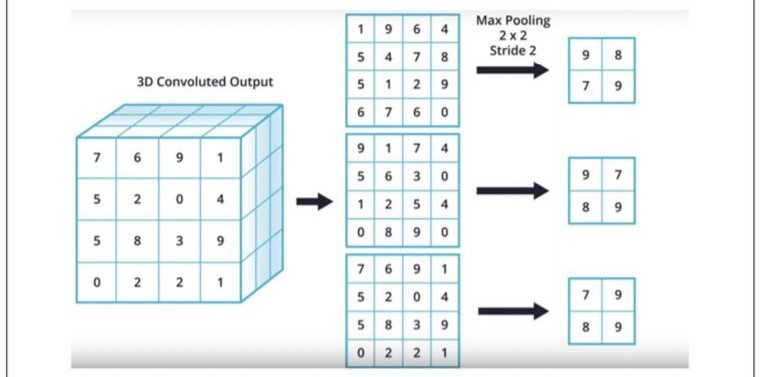 Max Pooling
2 x 2
Stride 2
3D Convoluted Output
7 6 9 1
5 2 0 4
5 8 3 9
0 2 2 1
1 9 6 4
5 4 7 8
5 1 2 9
6 7 6 0
9 8
7 9
9 1 7 4
5 6 3 0
1 2 5 4
0 8 9 0
9 7
8 9
7 6 9 1
5 2 0 4
5 8 3 9
0 2 2 1
7 9
8 9